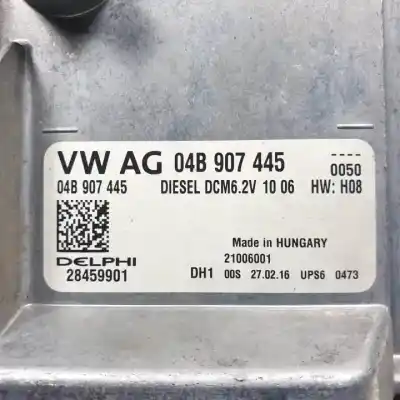 VW AG 04B 907 445 ---- 0050
04B 907 445 DIESEL DCM6.2V 10 06 HW: H08
Made in HUNGARY
DELPHI 21006001
28459901 DH1 00S 27.02.16 UPS6 0473